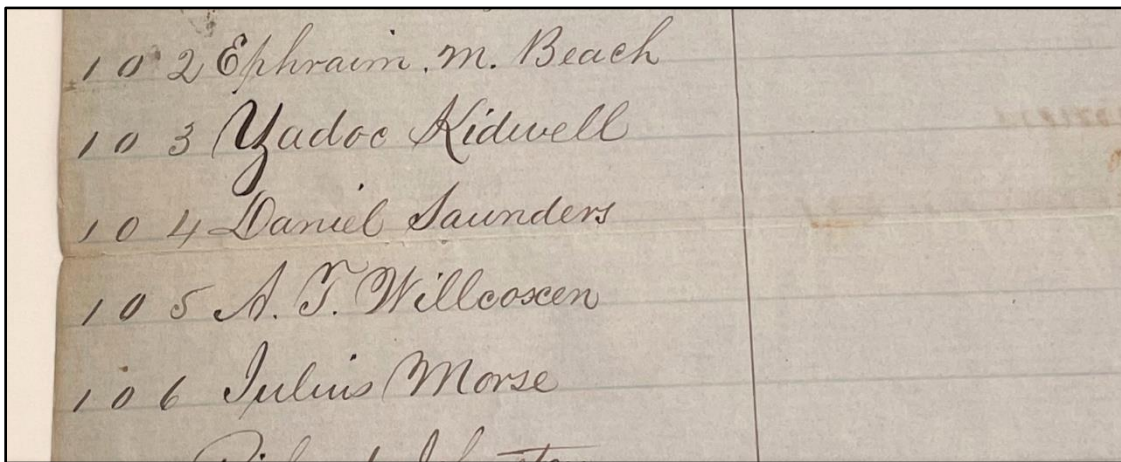 102 Ephraim. M. Beach
103 Zadoc Kidwell
104 Daniel Saunders
105 A. T. Willcoxen
106 Julius Morse